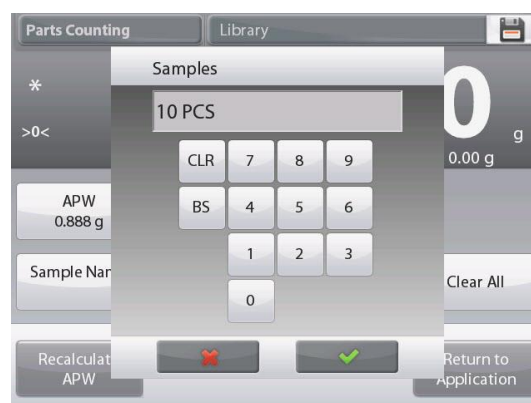 Parts Counting
Library
*
>0<
0
g
0.00 g
APW
0.888 g
Sample
Clear All
Recalculat
APW
Return to
Application
Samples
10 PCS
CLR 7 8 9
BS 4 5 6
1 2 3
0